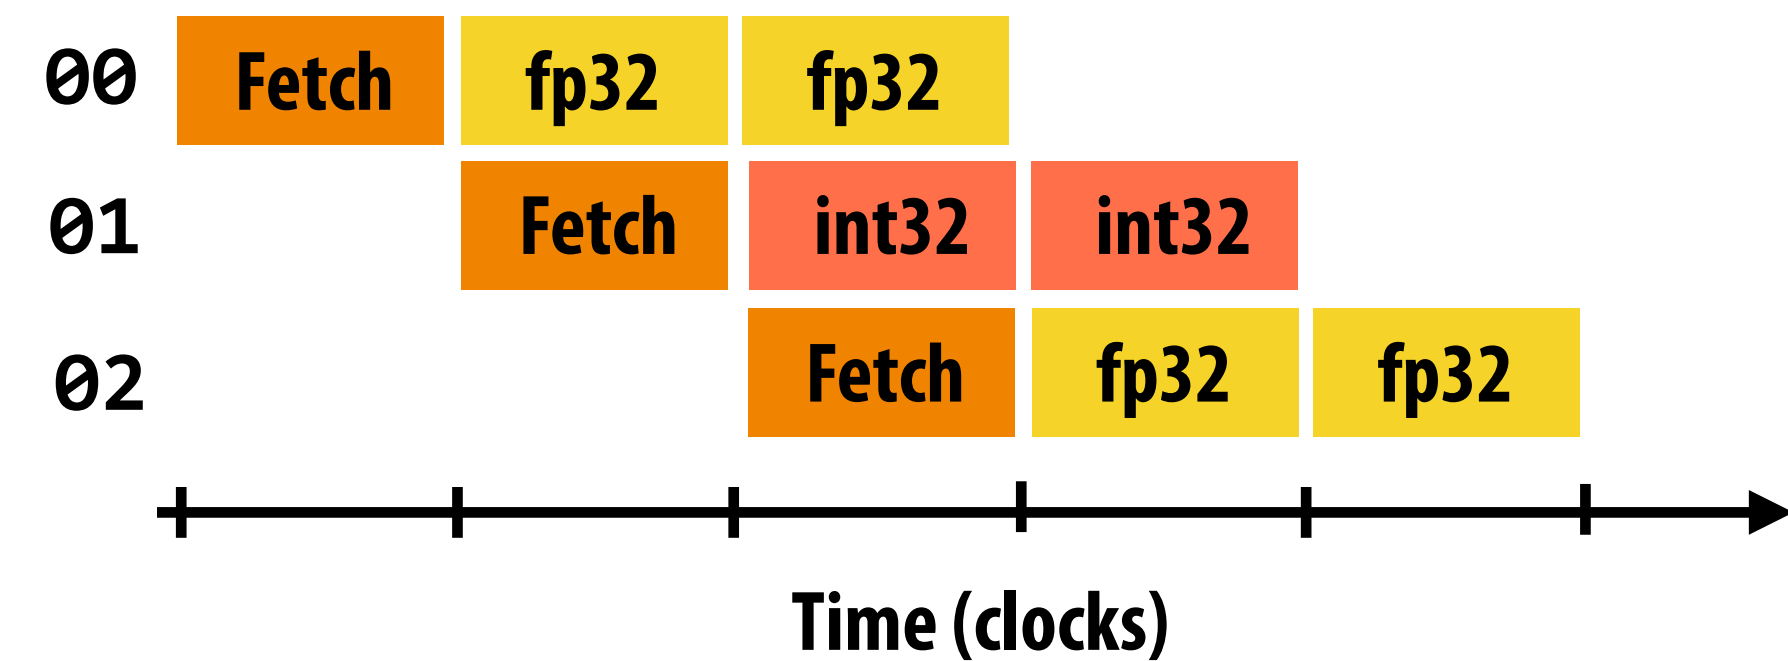 00 Fetch fp32 fp32
01 Fetch int32 int32
02 Fetch fp32 fp32
Time (clocks)